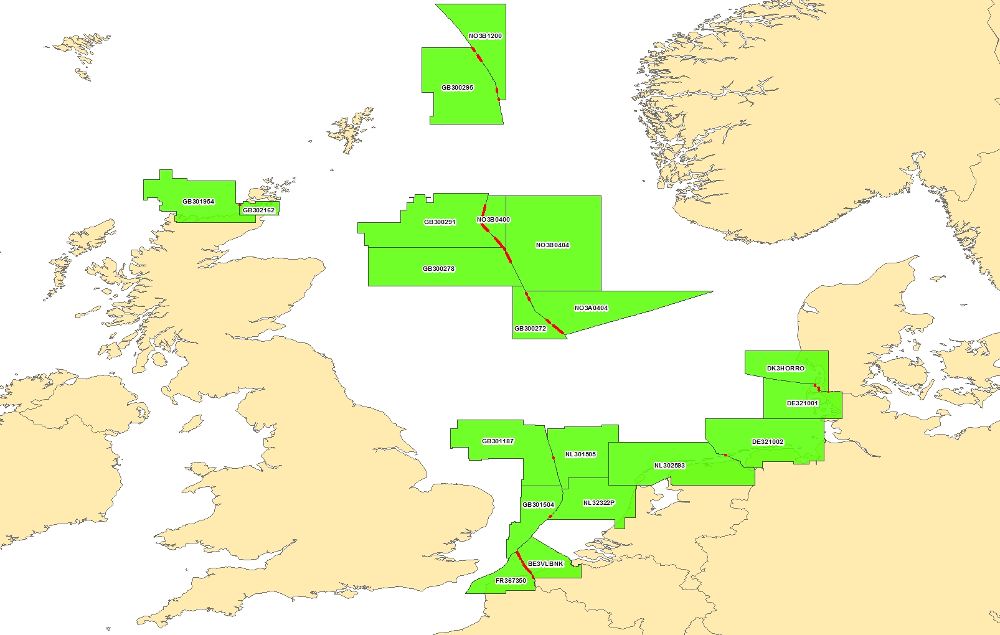 NO3B1200
GB300295
GB301954
GB302162
GB300291
NO3B0400
NO3B0404
GB300278
NO3A0404
GB300272
DK3HORRO
DE321001
GB301187
DE321002
NL301505
NL302593
GB301504
NL32322P
BE3VLBNK
FR367350